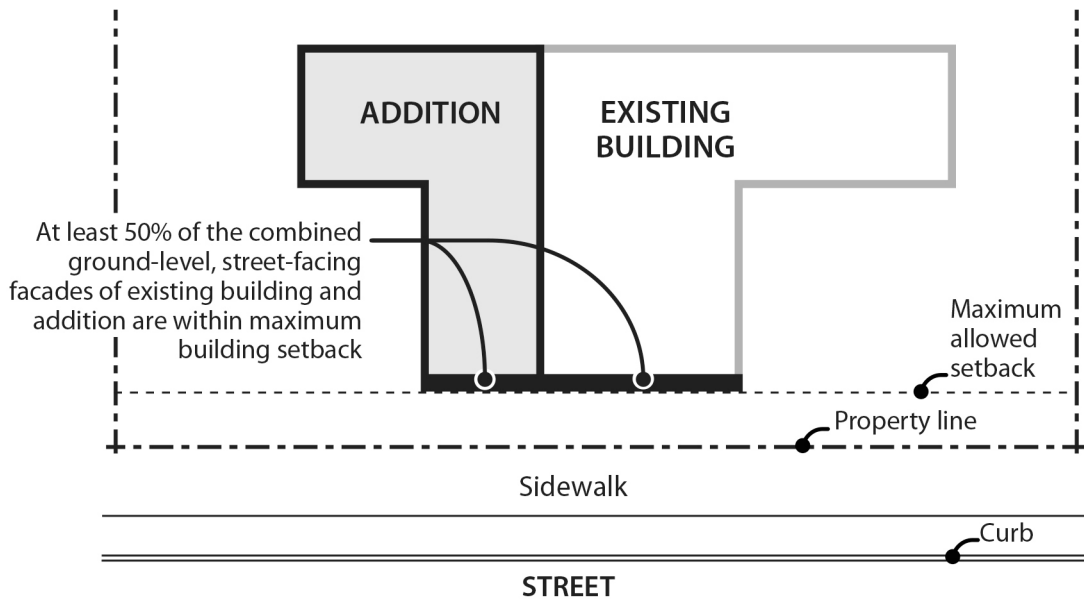 ADDITION
EXISTING
BUILDING
At least 50% of the combined
ground-level, street-facing
facades of existing building and
addition are within maximum
building setback
Maximum
allowed
setback
Property line
Sidewalk
Curb
STREET